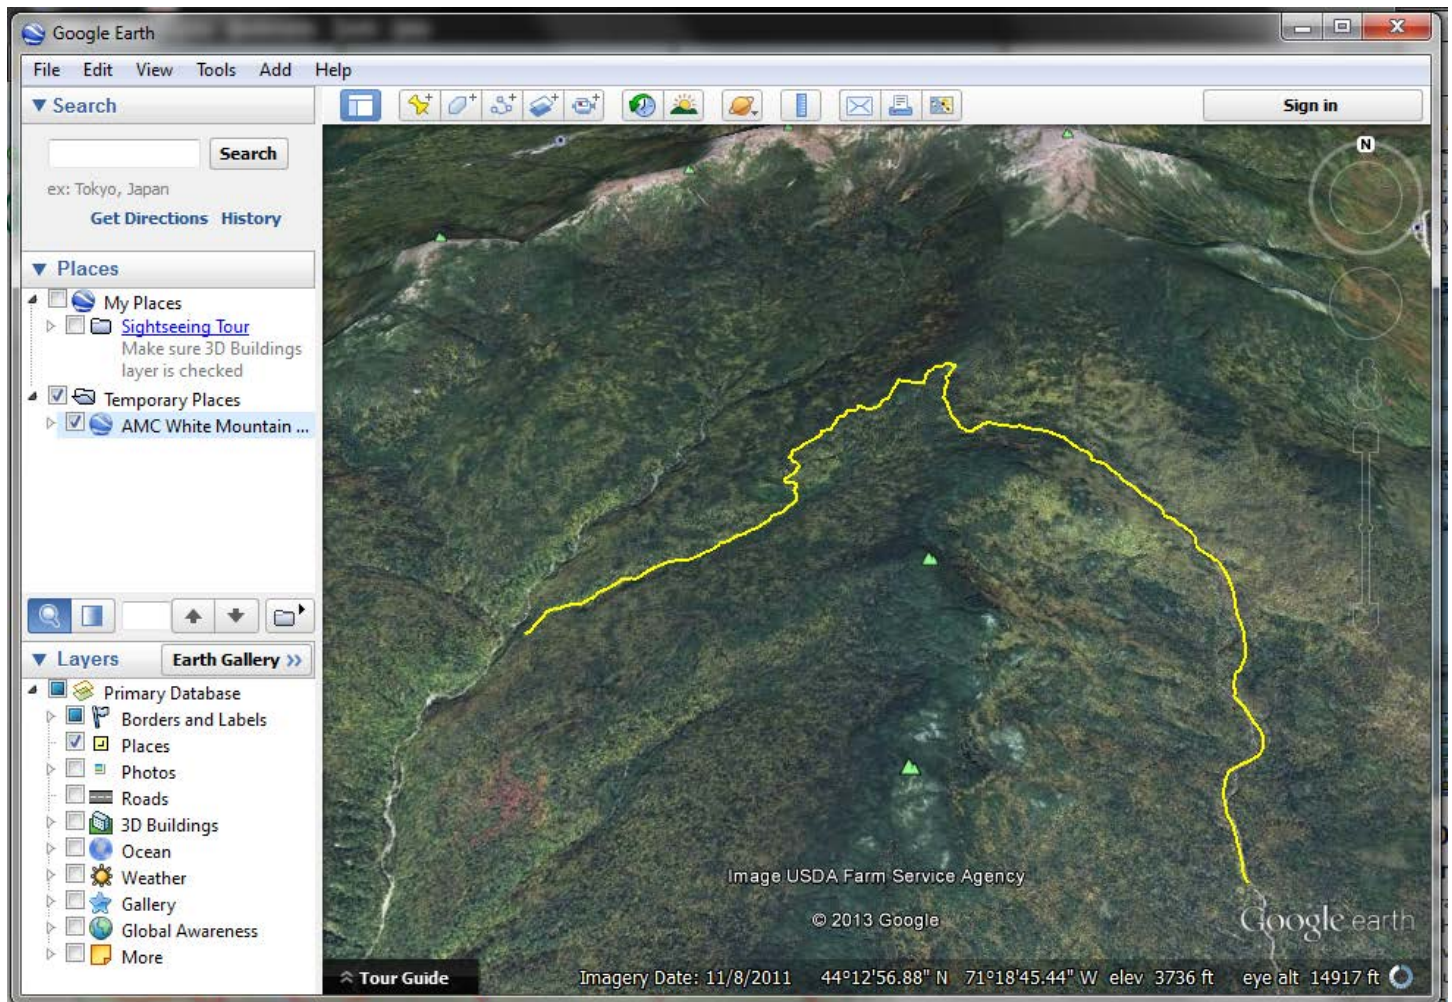 Google Earth
File Edit View Tools Add Help
Search
Sign in
Search
ex: Tokyo, Japan
Get Directions History
N
Places
My Places
Sightseeing Tour
Make sure 3D Buildings
layer is checked
Temporary Places
AMC White Mountain ...
Layers
Earth Gallery >>
Primary Database
Borders and Labels
Places
Photos
Roads
3D Buildings
Ocean
Weather
Gallery
Global Awareness
More
Image USDA Farm Service Agency
© 2013 Google
Google earth
Tour Guide
Imagery Date: 11/8/2011 44°12'56.88" N 71°18'45.44" W elev 3736 ft eye alt 14917 ft